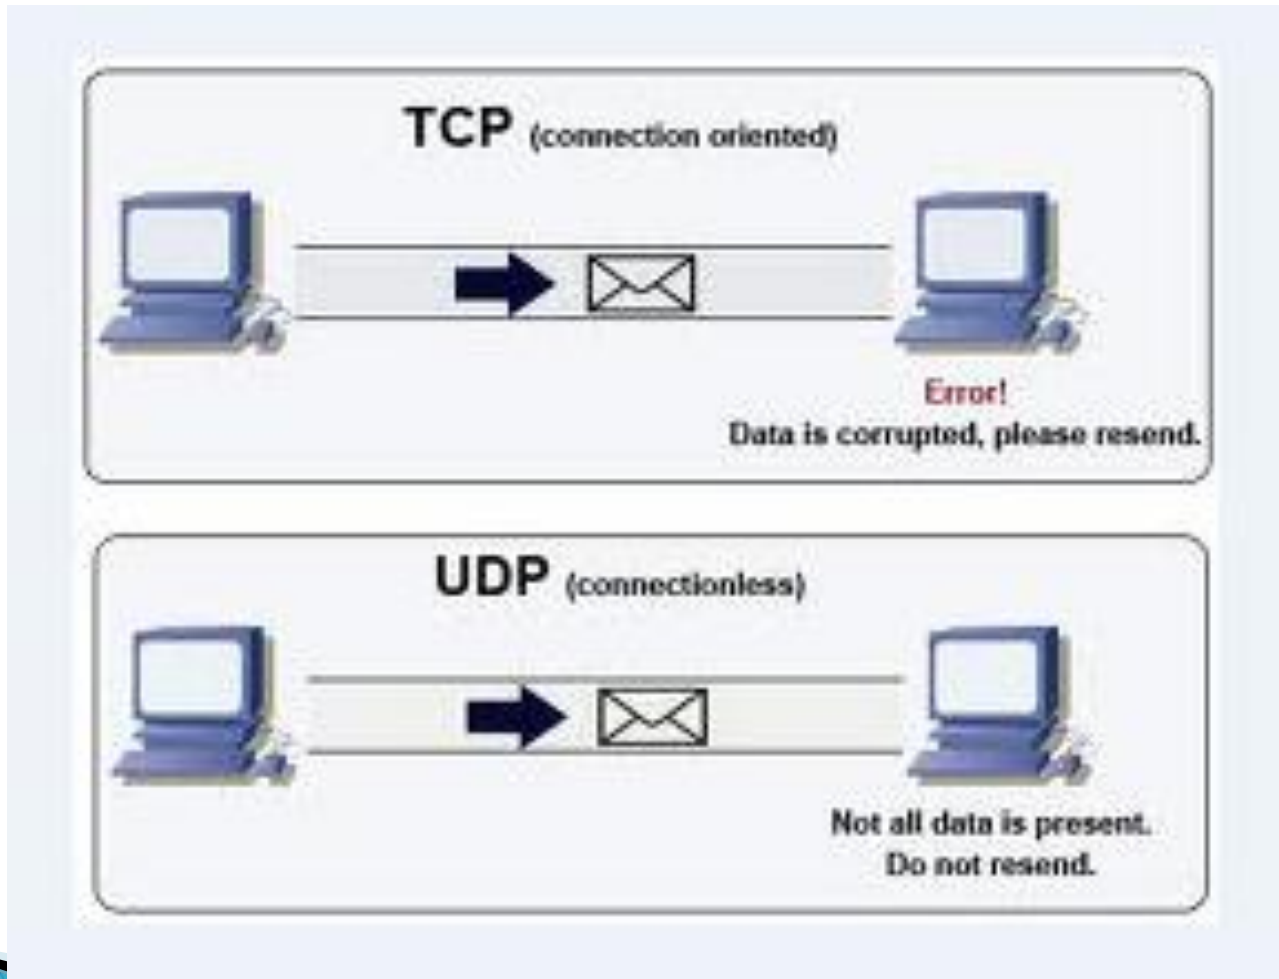 TCP (connection oriented)
Error!
Data is corrupted, please resend.
UDP (connectionless)
Not all data is present.
Do not resend.